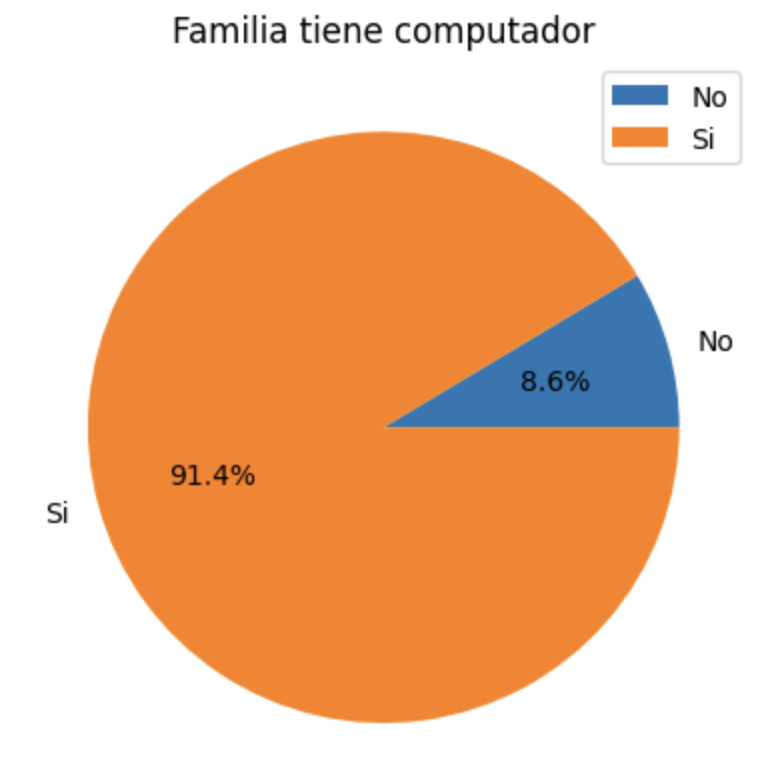 Familia tiene computador
No
Si
No
8.6%
91.4%
Si